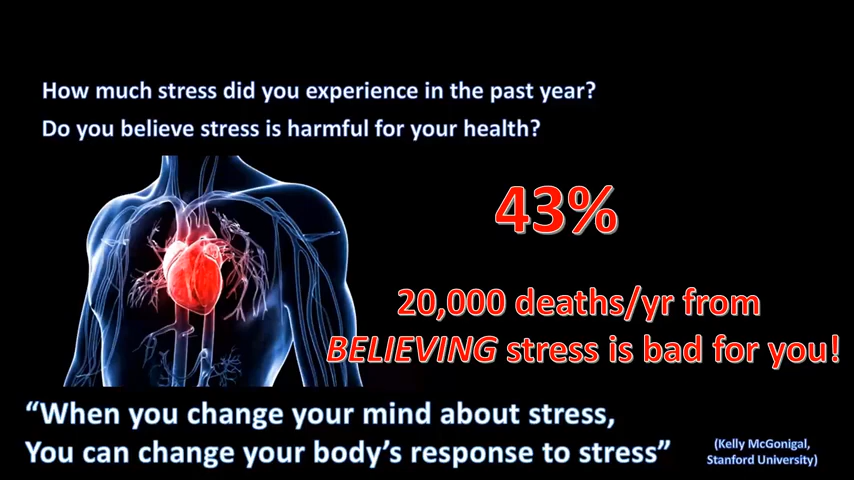 How much stress did you experience in the past year?
Do you believe stress is harmful for your health?
43%
20,000 deaths/yr from
BELIEVING stress is bad for you!
“When you change your mind about stress,
You can change your body’s response to stress”
(Kelly McGonigal,
Stanford University)